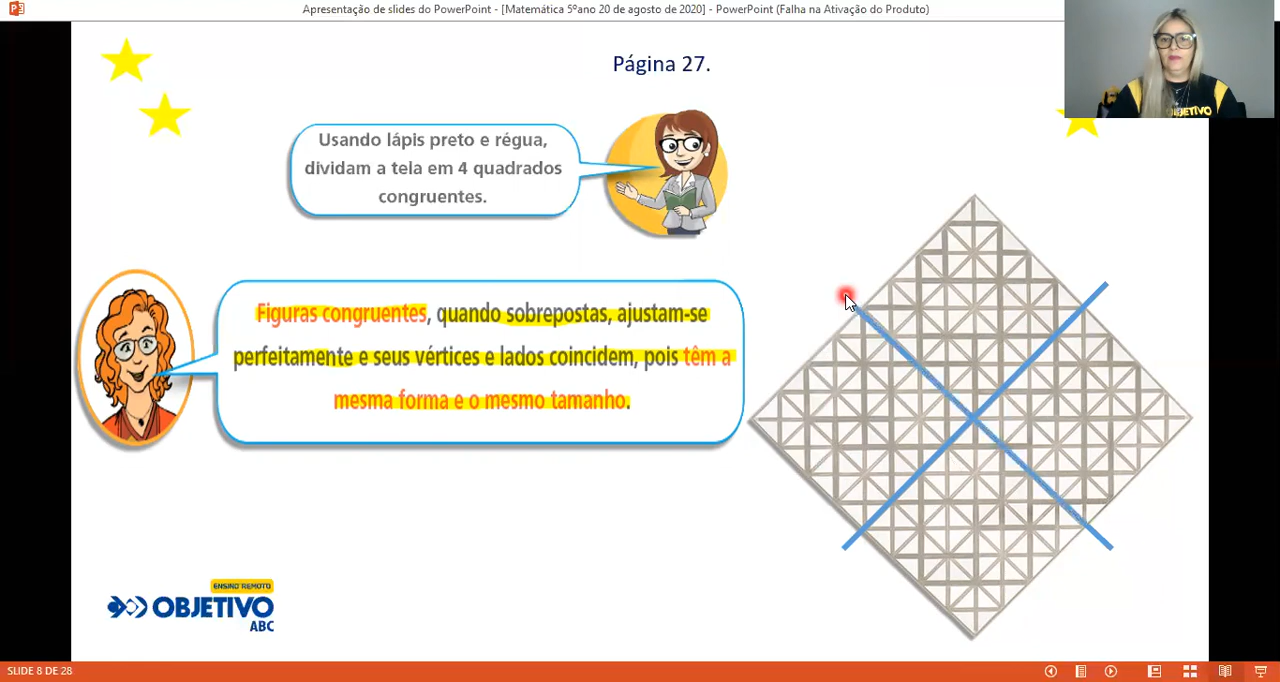 Apresentação de slides do PowerPoint - [Matemática 5ºano 20 de agosto de 2020] - PowerPoint (Falha na Ativação do Produto)
Página 27.
OBJETIVO
Usando lápis preto e régua,
dividam a tela em 4 quadrados
congruentes.
Figuras congruentes, quando sobrepostas, ajustam-se
perfeitamente e seus vértices e lados coincidem, pois têm a
mesma forma e o mesmo tamanho.
ENSINO REMOTO
OBJETIVO
ABC
SLIDE 8 DE 28